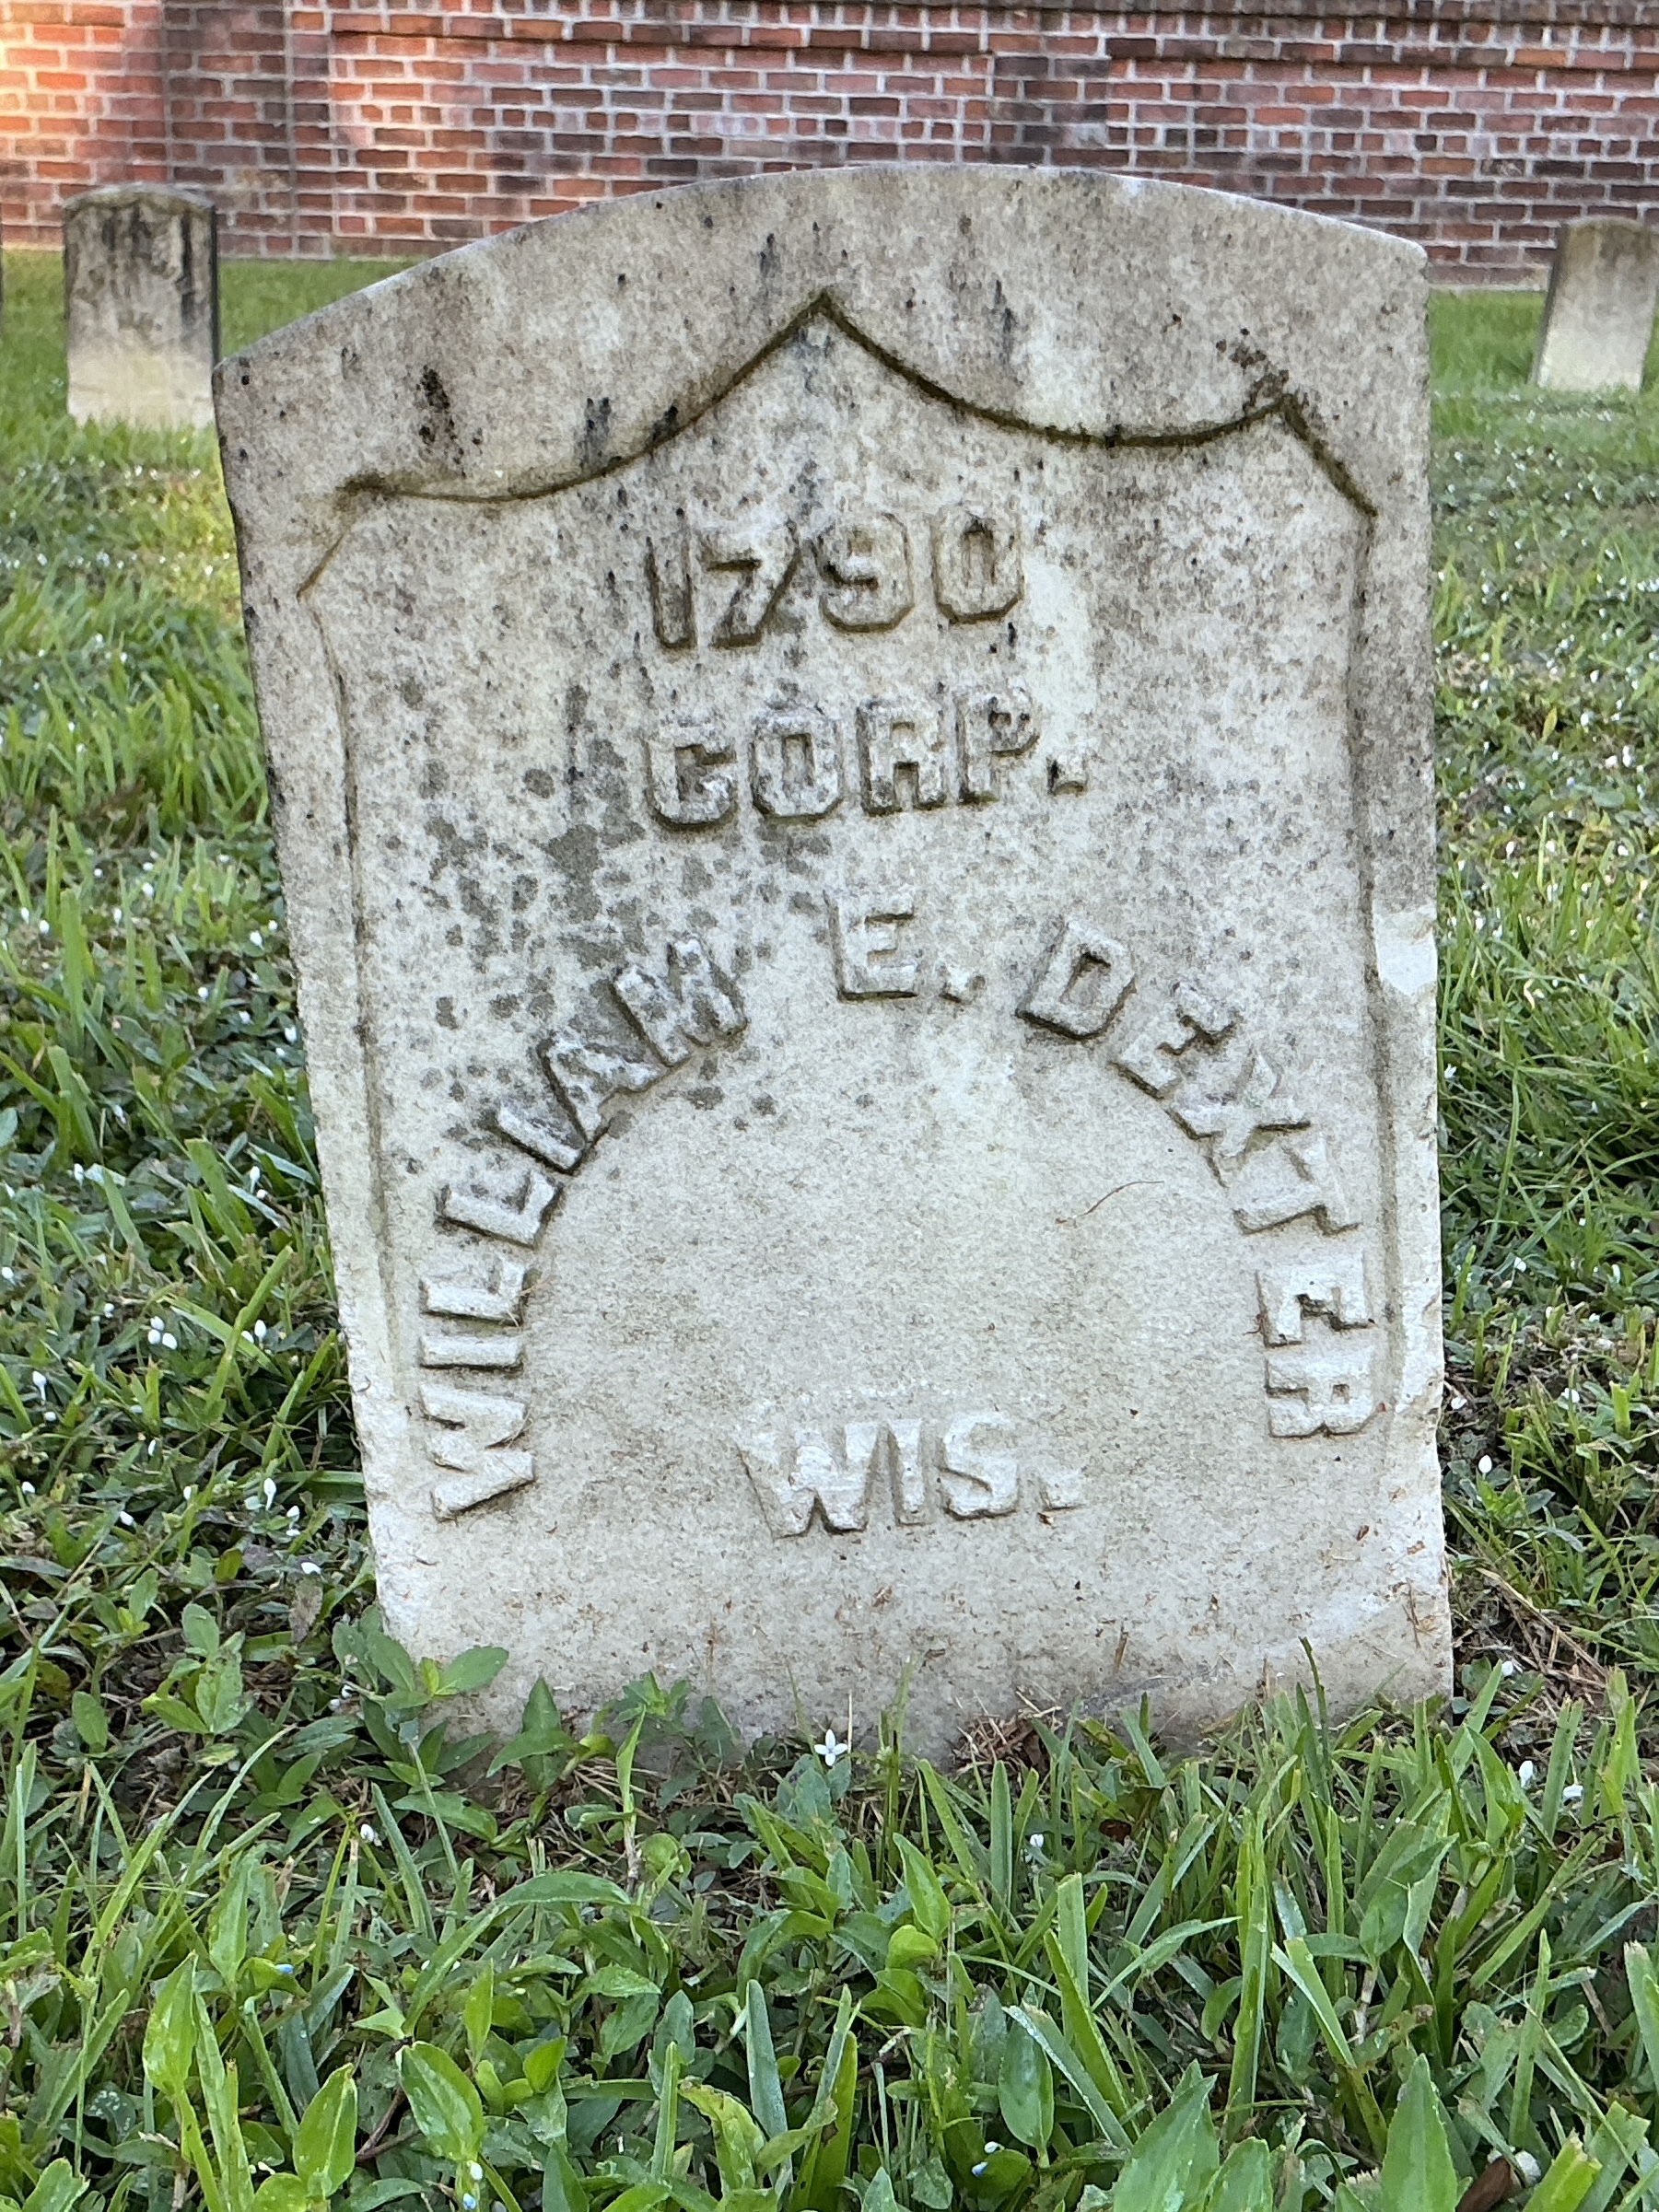 1790
CORP.
WILLIAM E. DEXTER
WIS.